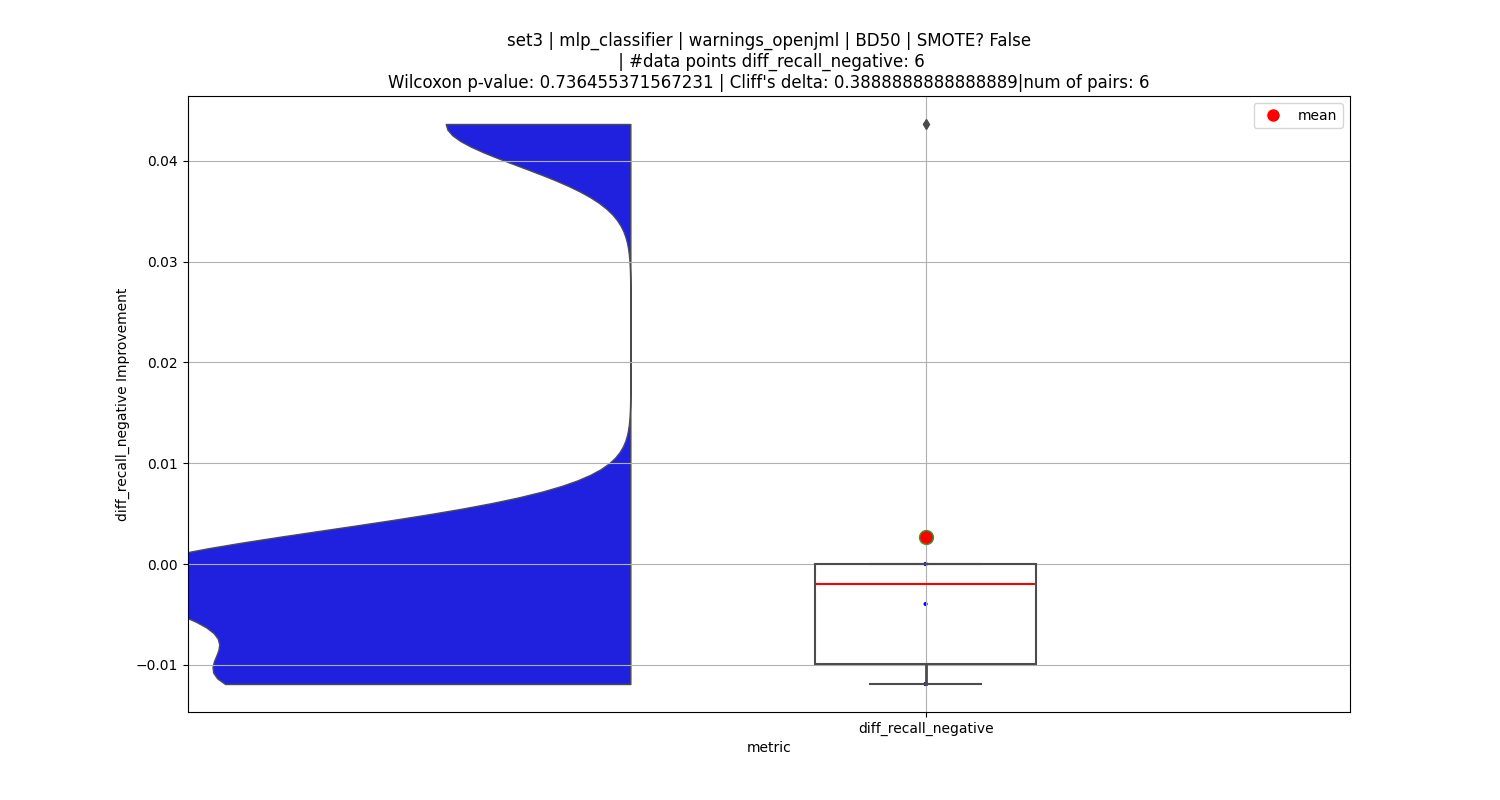 set3 | mlp_classifier | warnings_openjml | BD50 | SMOTE? False
| #data points diff_recall_negative: 6
Wilcoxon p-value: 0.736455371567231 | Cliff's delta: 0.3888888888888889|num of pairs: 6
mean
0.04
0.03
0.02
0.01
0.00
−0.01
diff_recall_negative Improvement
diff_recall_negative
metric